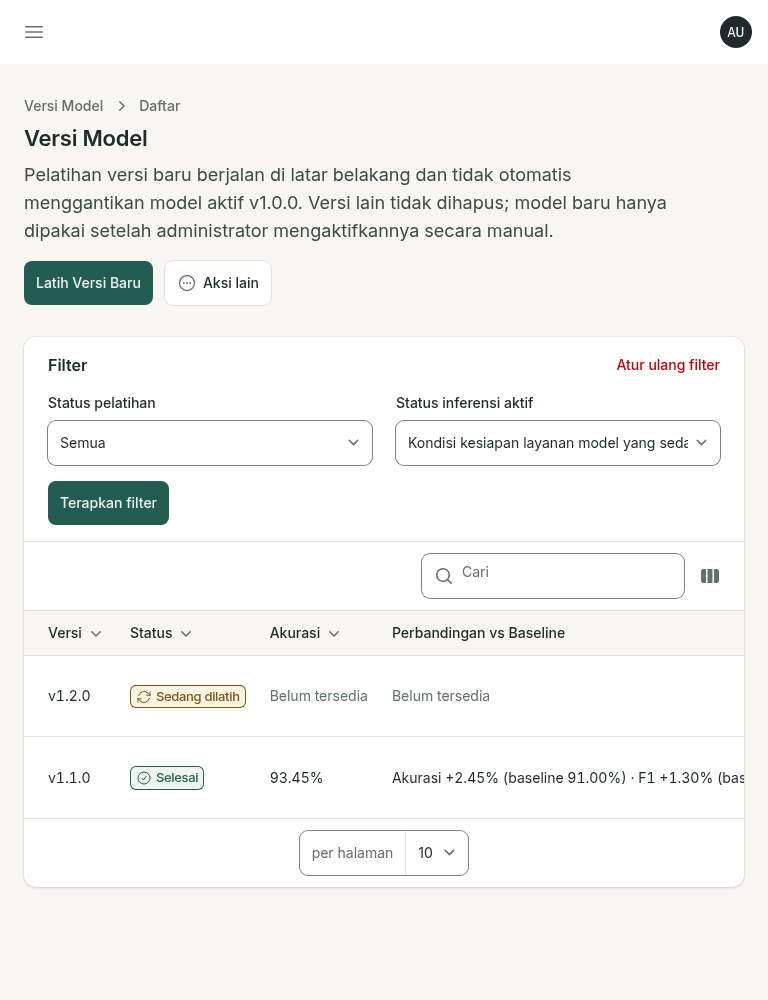 AU
Versi Model > Daftar
Versi Model
Pelatihan versi baru berjalan di latar belakang dan tidak otomatis
menggantikan model aktif v1.0.0. Versi lain tidak dihapus; model baru hanya
dipakai setelah administrator mengaktifkannya secara manual.
Latih Versi Baru Aksi lain
Filter Atur ulang filter
Status pelatihan Status inferensi aktif
Semua Kondisi kesiapan layanan model yang seda
Terapkan filter
Cari
Versi Status Akurasi Perbandingan vs Baseline
v1.2.0 Sedang dilatih Belum tersedia Belum tersedia
v1.1.0 Selesai 93.45% Akurasi +2.45% (baseline 91.00%) · F1 +1.30% (bas
per halaman 10